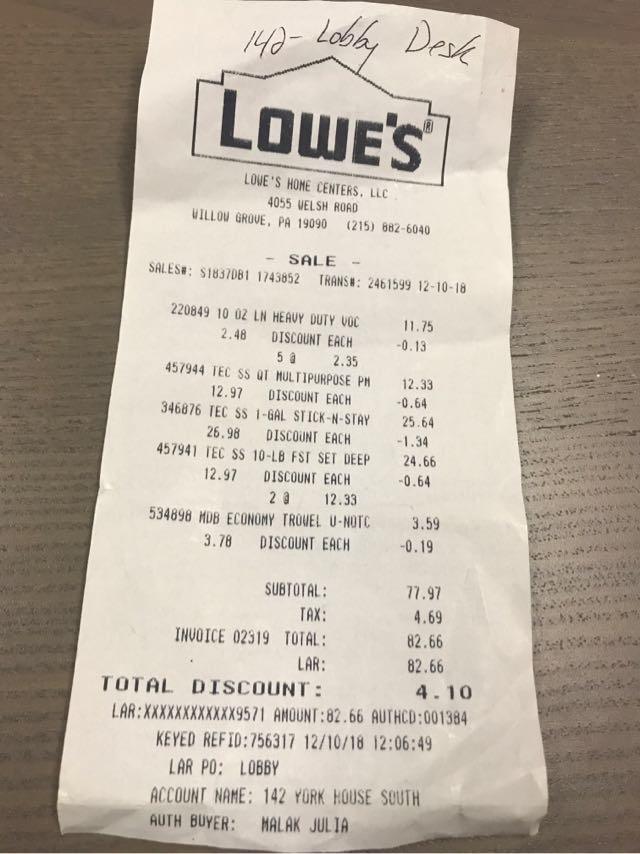 142- Lobby Desk
LOWE'S®
LOWE'S HOME CENTERS, LLC
4055 WELSH ROAD
WILLOW GROVE, PA 19090 (215) 882-6040
- SALE -
SALES#: S1837DB1 1743852 TRANS#: 2461599 12-10-18
220849 10 OZ LN HEAVY DUTY VOC 11.75
2.48 DISCOUNT EACH -0.13
5 @ 2.35
457944 TEC SS QT MULTIPURPOSE PM 12.33
12.97 DISCOUNT EACH -0.64
346876 TEC SS 1-GAL STICK-N-STAY 25.64
26.98 DISCOUNT EACH -1.34
457941 TEC SS 10-LB FST SET DEEP 24.66
12.97 DISCOUNT EACH -0.64
2 @ 12.33
534898 MDB ECONOMY TROWEL U-NOTC 3.59
3.78 DISCOUNT EACH -0.19
SUBTOTAL: 77.97
TAX: 4.69
INVOICE 02319 TOTAL: 82.66
LAR: 82.66
TOTAL DISCOUNT: 4.10
LAR:XXXXXXXXXXXX9571 AMOUNT:82.66 AUTHCD:001384
KEYED REFID:756317 12/10/18 12:06:49
LAR PO: LOBBY
ACCOUNT NAME: 142 YORK HOUSE SOUTH
AUTH BUYER: MALAK JULIA